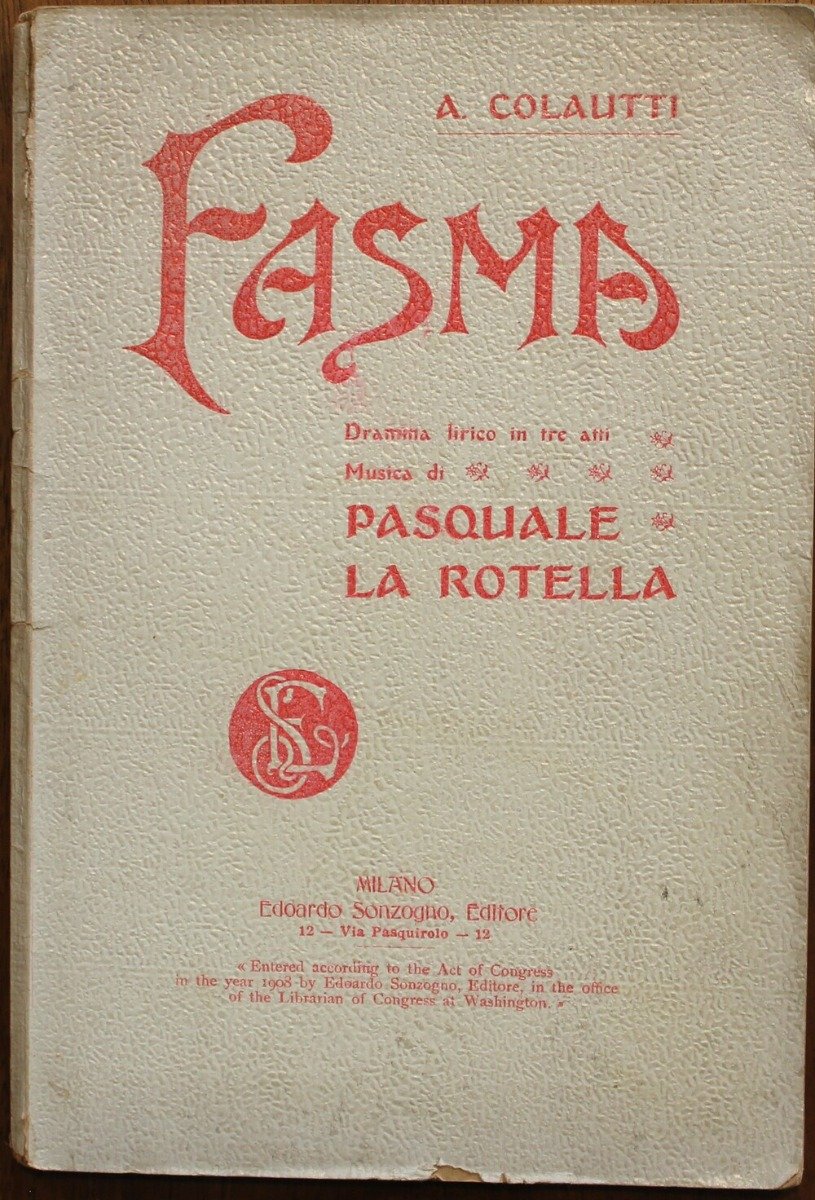 A. COLAUTTI
FASMA
Dramma lirico in tre atti
Musica di
PASQUALE
LA ROTELLA
MILANO
Edoardo Sonzogno, Editore
12 — Via Pasquirolo — 12
« Entered according to the Act of Congress
in the year 1908 by Edoardo Sonzogno, Editore, in the office
of the Librarian of Congress at Washington. »